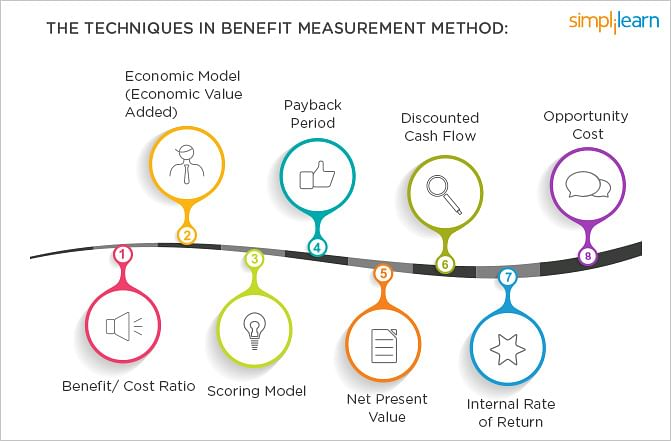 THE TECHNIQUES IN BENEFIT MEASUREMENT METHOD:
simplilearn
1
Benefit/ Cost Ratio
Economic Model
(Economic Value
Added)
2
3
Scoring Model
Payback
Period
4
5
Net Present
Value
Discounted
Cash Flow
6
7
Internal Rate
of Return
Opportunity
Cost
8